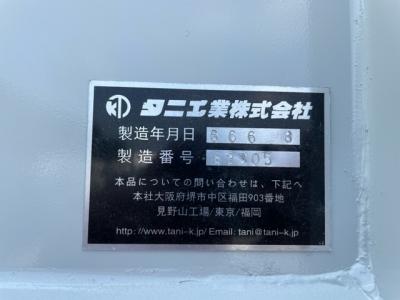 タニ工業株式会社
製造年月日
製造番号
本品についての問い合わせは、下記へ
本社大阪府堺市中区福田903番地
見野山工場/東京/福岡
http://www.tani-k.jp/ Email: tani@tani-k.jp